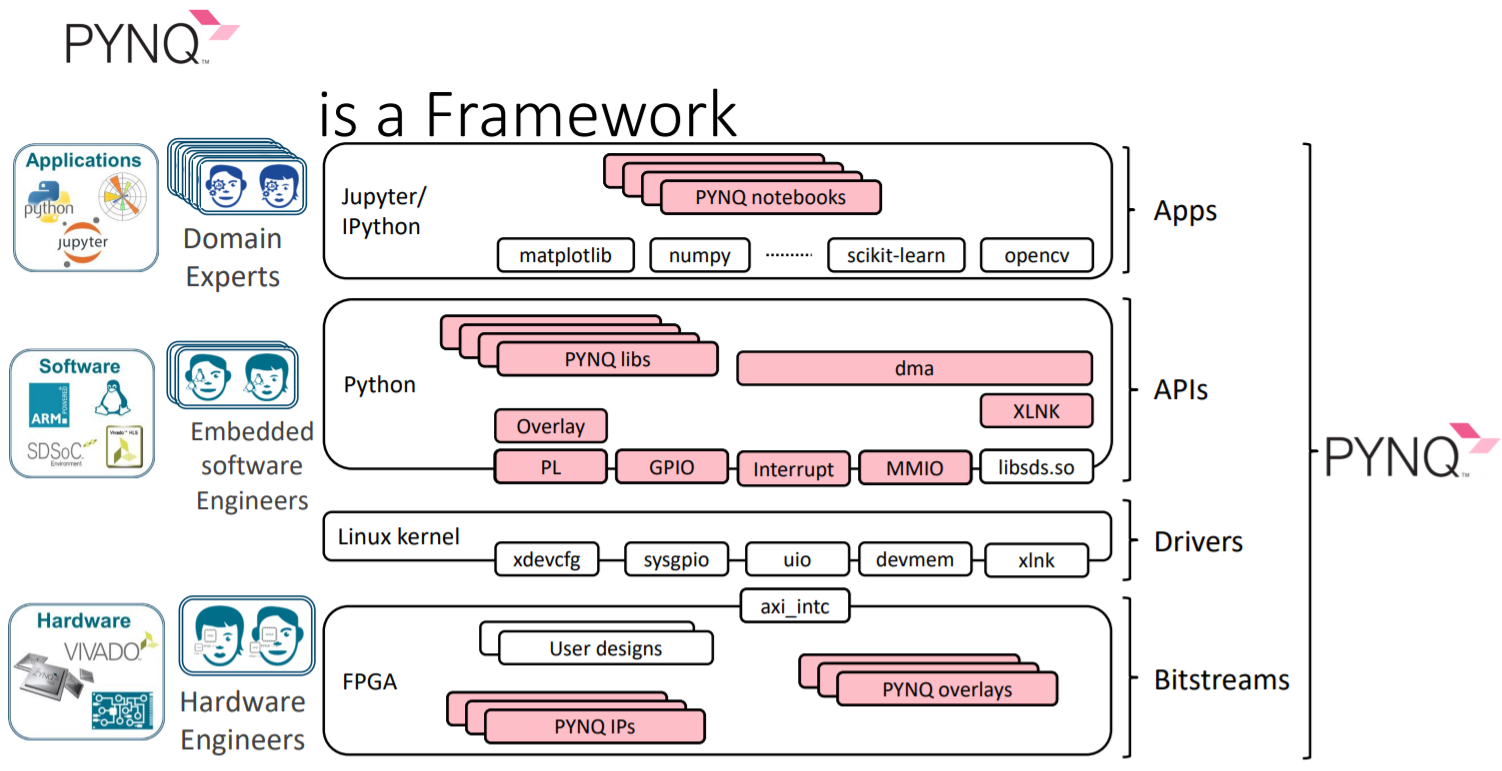 PYNQ™
is a Framework
Applications
python
jupyter
Domain
Experts
Jupyter/
IPython
PYNQ notebooks
matplotlib
numpy
scikit-learn
opencv
Apps
Software
ARM POWERED
SDSoC
Environment
Vivado™ HLS
Embedded
software
Engineers
Python
PYNQ libs
dma
XLNK
Overlay
PL
GPIO
Interrupt
MMIO
libsds.so
APIs
PYNQ™
Linux kernel
xdevcfg
sysgpio
uio
devmem
xlnk
Drivers
Hardware
VIVADO
Hardware
Engineers
FPGA
axi_intc
User designs
PYNQ overlays
PYNQ IPs
Bitstreams